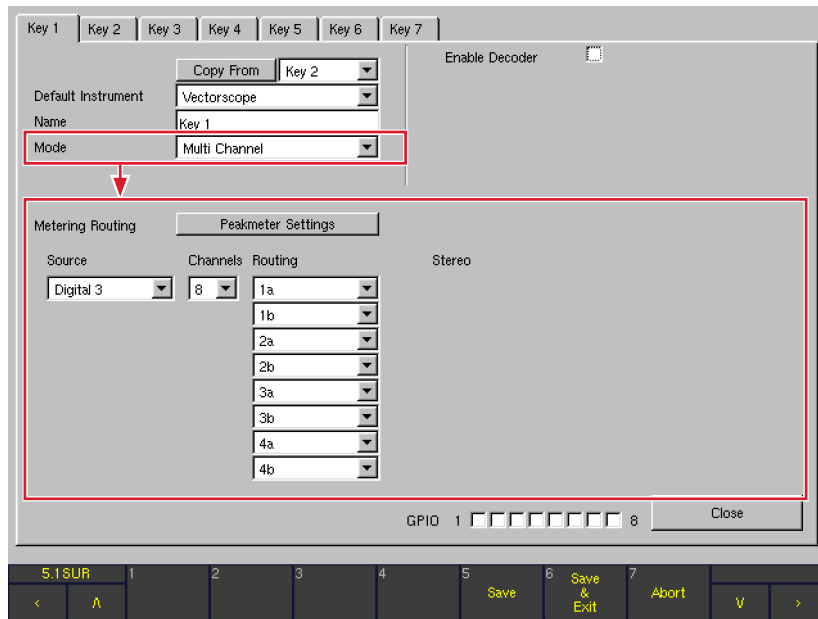 Key 1 Key 2 Key 3 Key 4 Key 5 Key 6 Key 7
Copy From Key 2
Enable Decoder
Default Instrument Vectorscope
Name Key 1
Mode Multi Channel
Metering Routing Peakmeter Settings
Source Channels Routing Stereo
Digital 3 8 1a
1b
2a
2b
3a
3b
4a
4b
GPIO 1 8 Close
5.1SUR 1 2 3 4 5 6 7
Save
Save
&
Exit
Abort
< Λ V >